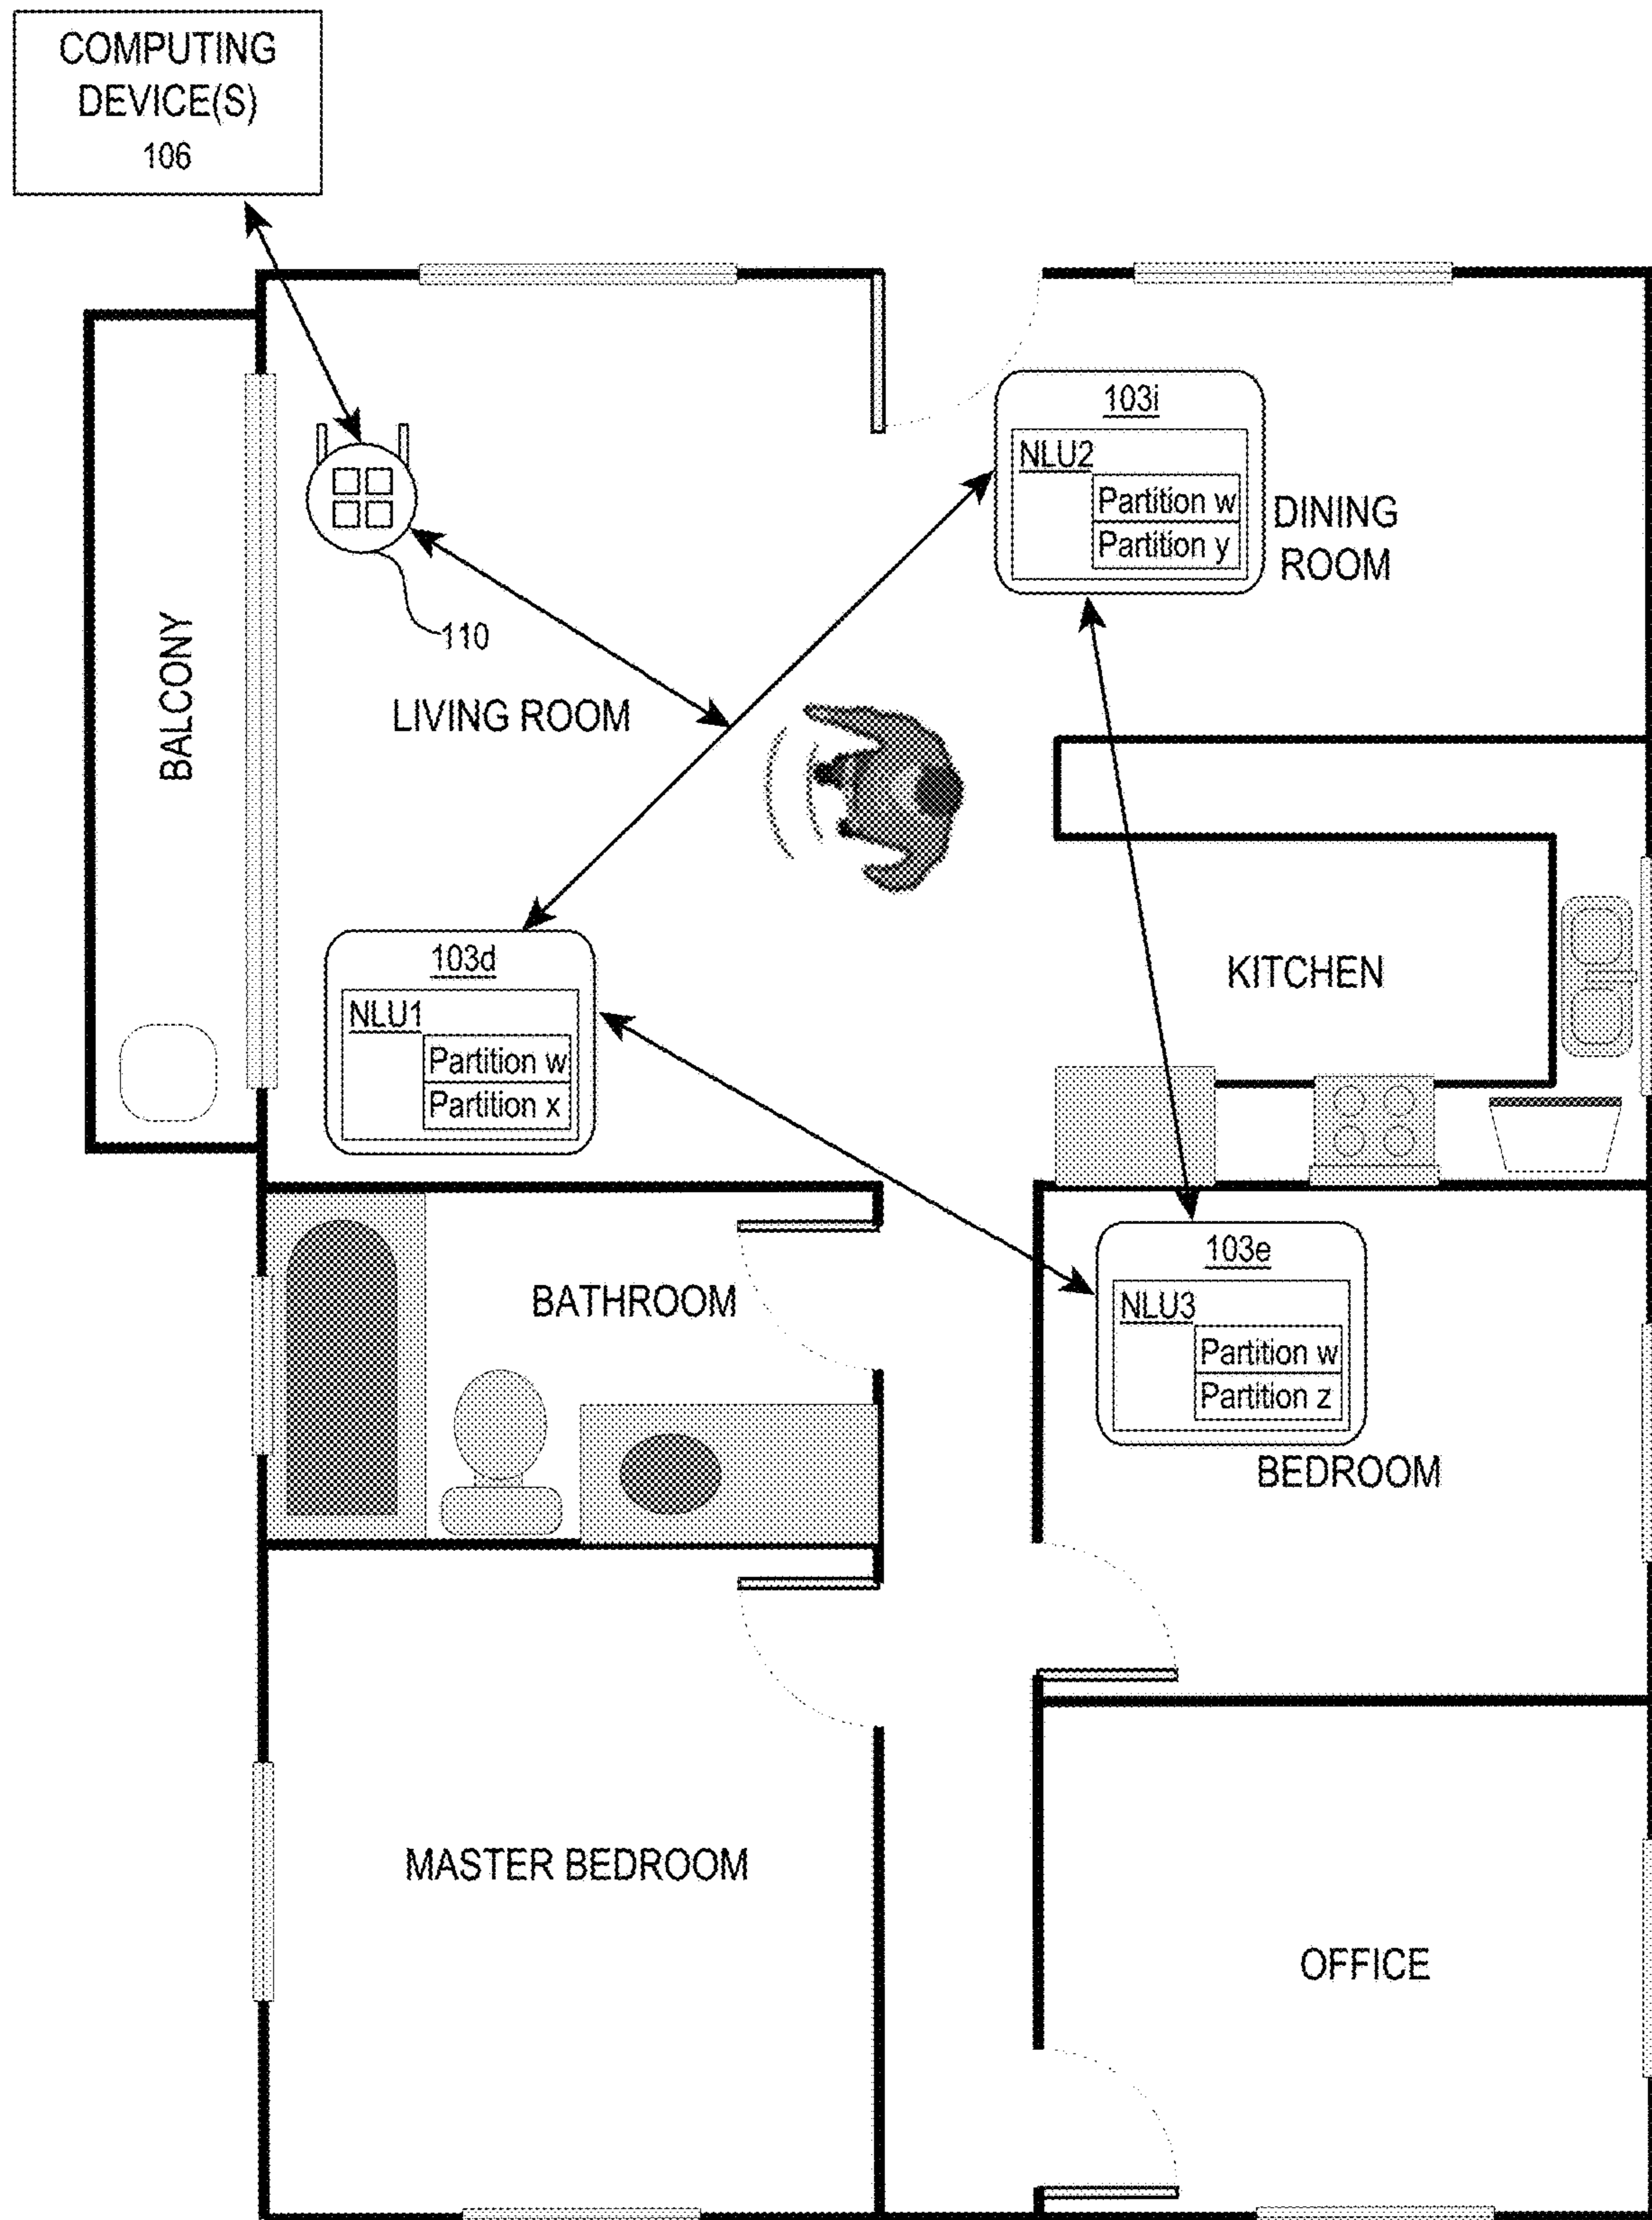 COMPUTING
DEVICE(S)
106
103i
NLU2
Partition w
Partition y
DINING
ROOM
110
BALCONY
LIVING ROOM
103d
NLU1
Partition w
Partition x
KITCHEN
103e
NLU3
Partition w
Partition z
BATHROOM
BEDROOM
MASTER BEDROOM
OFFICE